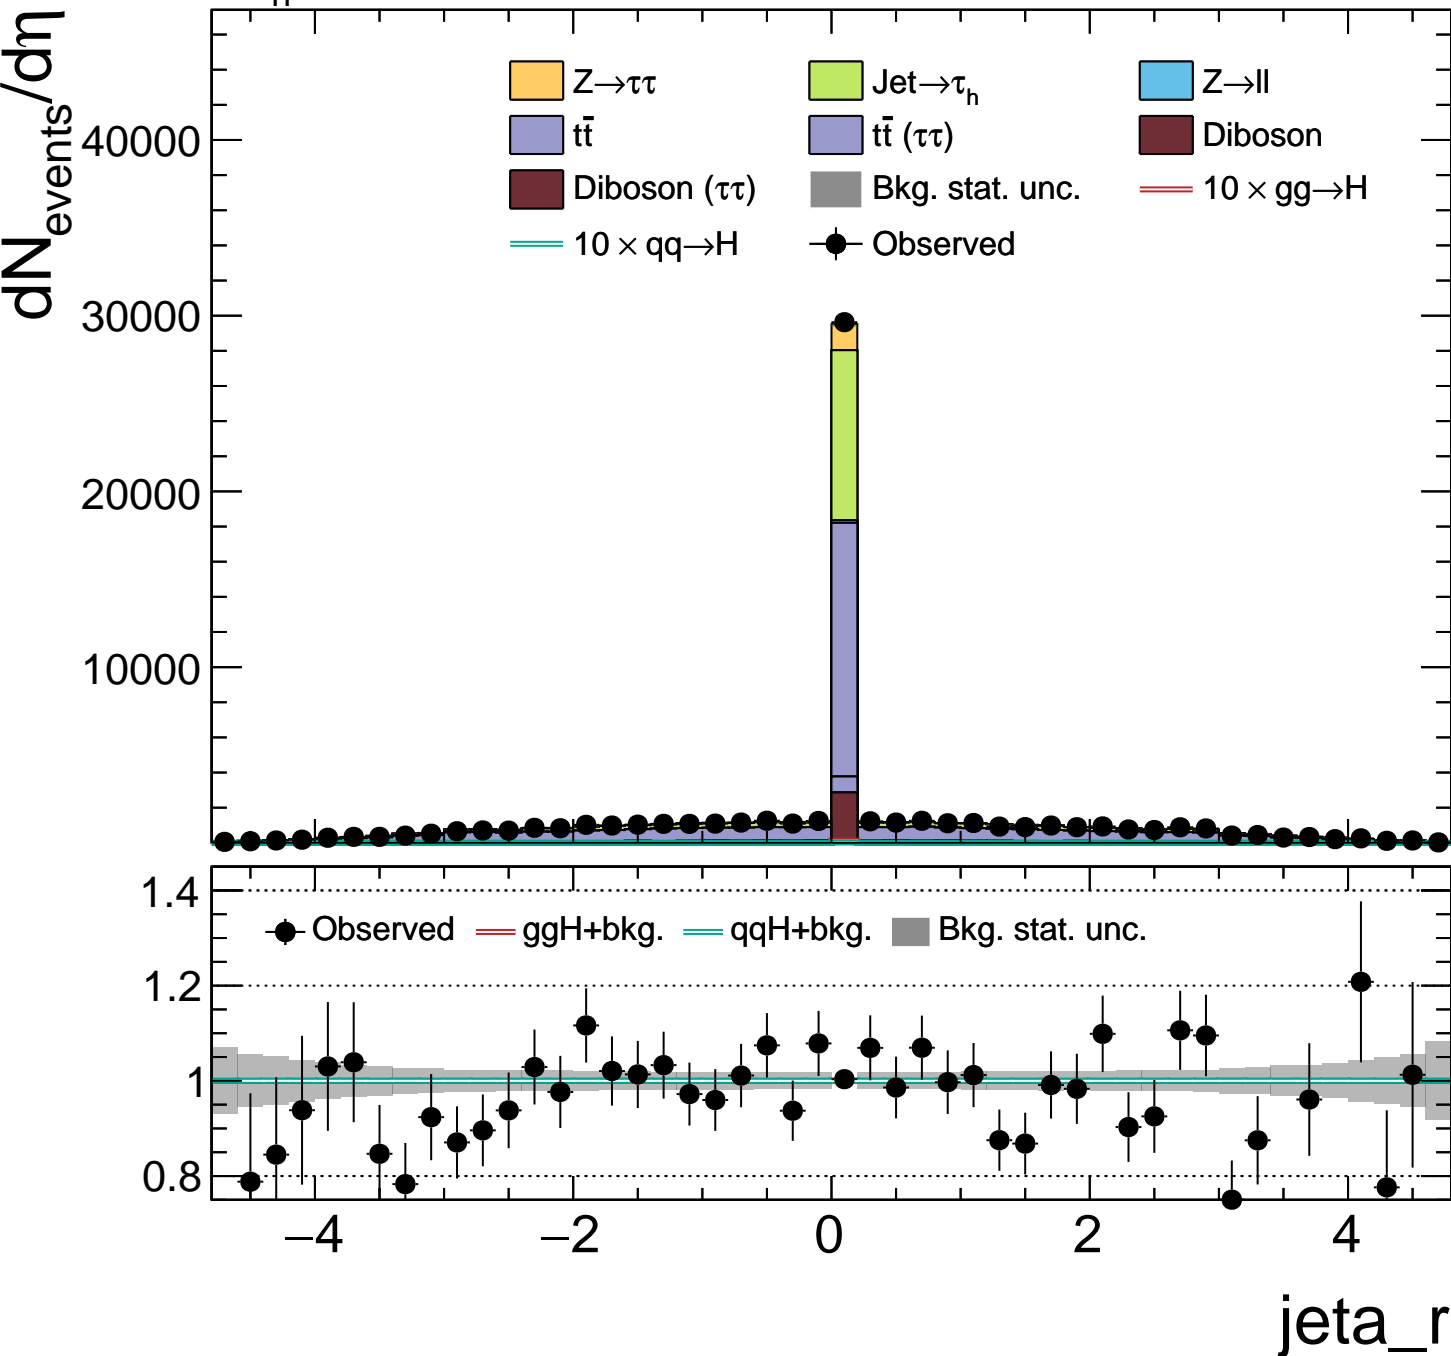 dN_events/dη
Z→ττ Jet→τ_h Z→ll
tt̄ tt̄ (ττ) Diboson
Diboson (ττ) Bkg. stat. unc. 10 × gg→H
10 × qq→H Observed
40000
30000
20000
10000
1.4
Observed ggH+bkg. qqH+bkg. Bkg. stat. unc.
1.2
1
0.8
−4 −2 0 2 4
jeta_r